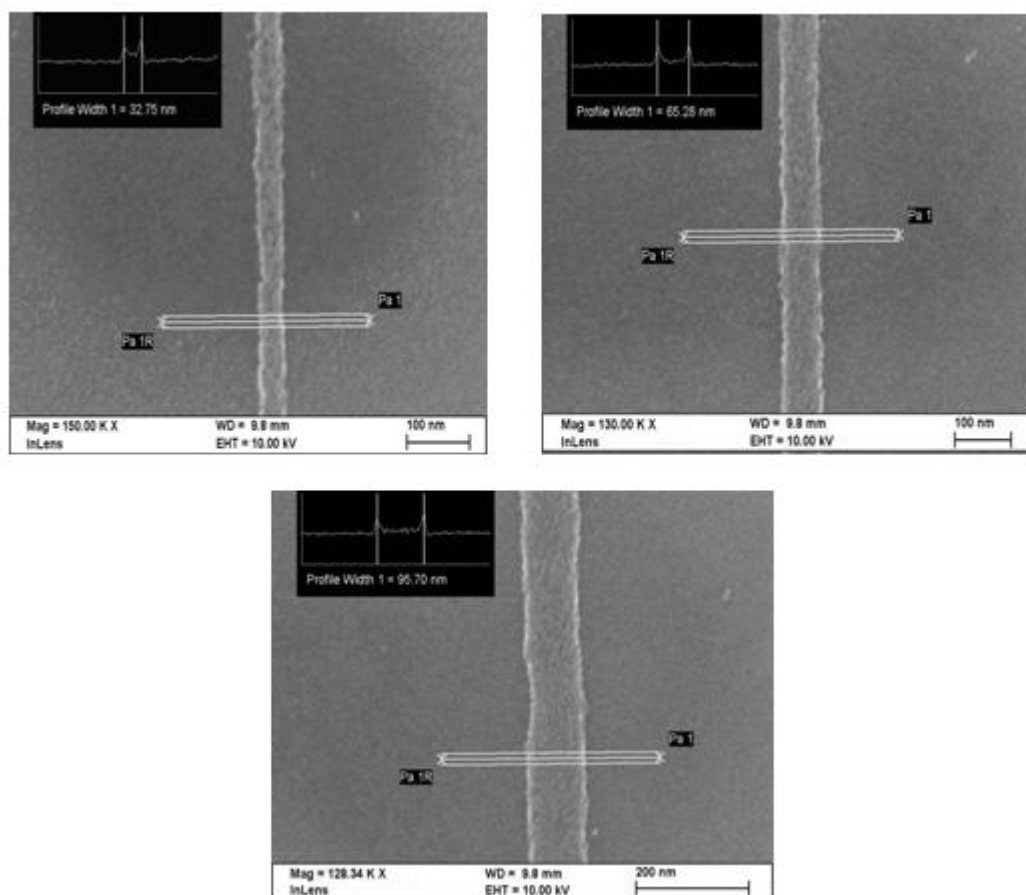 Profile Width 1 = 32.75 nm
Pa 1
Pa 1R
Mag = 150.00 K X WD = 9.8 mm 100 nm
InLens EHT = 10.00 kV
Profile Width 1 = 65.28 nm
Pa 1
Pa 1R
Mag = 130.00 K X WD = 9.8 mm 100 nm
InLens EHT = 10.00 kV
Profile Width 1 = 95.70 nm
Pa 1
Pa 1R
Mag = 128.34 K X WD = 9.8 mm 200 nm
InLens EHT = 10.00 kV